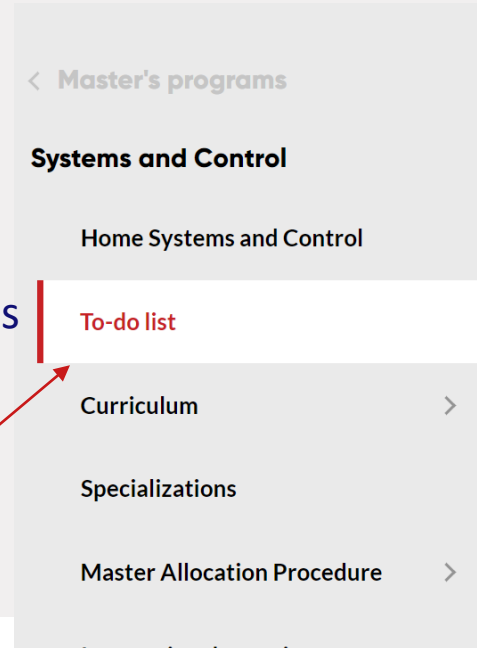 Master's programs
Systems and Control
Home Systems and Control
s
To-do list
Curriculum
Specializations
Master Allocation Procedure